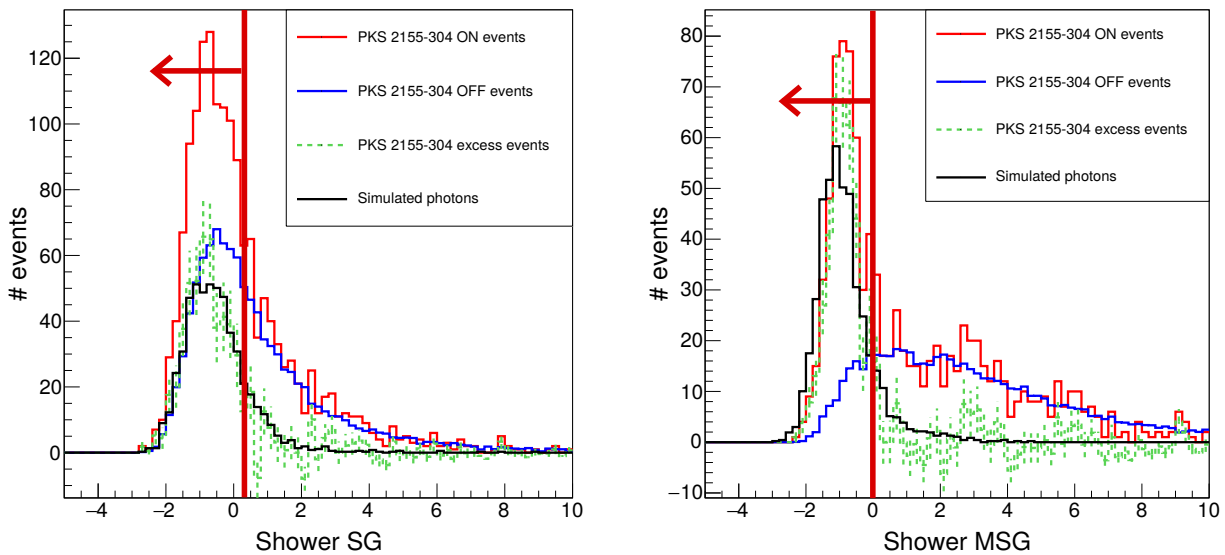 # events
120
100
80
60
40
20
0
PKS 2155-304 ON events
PKS 2155-304 OFF events
PKS 2155-304 excess events
Simulated photons
−4 −2 0 2 4 6 8 10
Shower SG
# events
80
70
60
50
40
30
20
10
0
−10
PKS 2155-304 ON events
PKS 2155-304 OFF events
PKS 2155-304 excess events
Simulated photons
−4 −2 0 2 4 6 8 10
Shower MSG